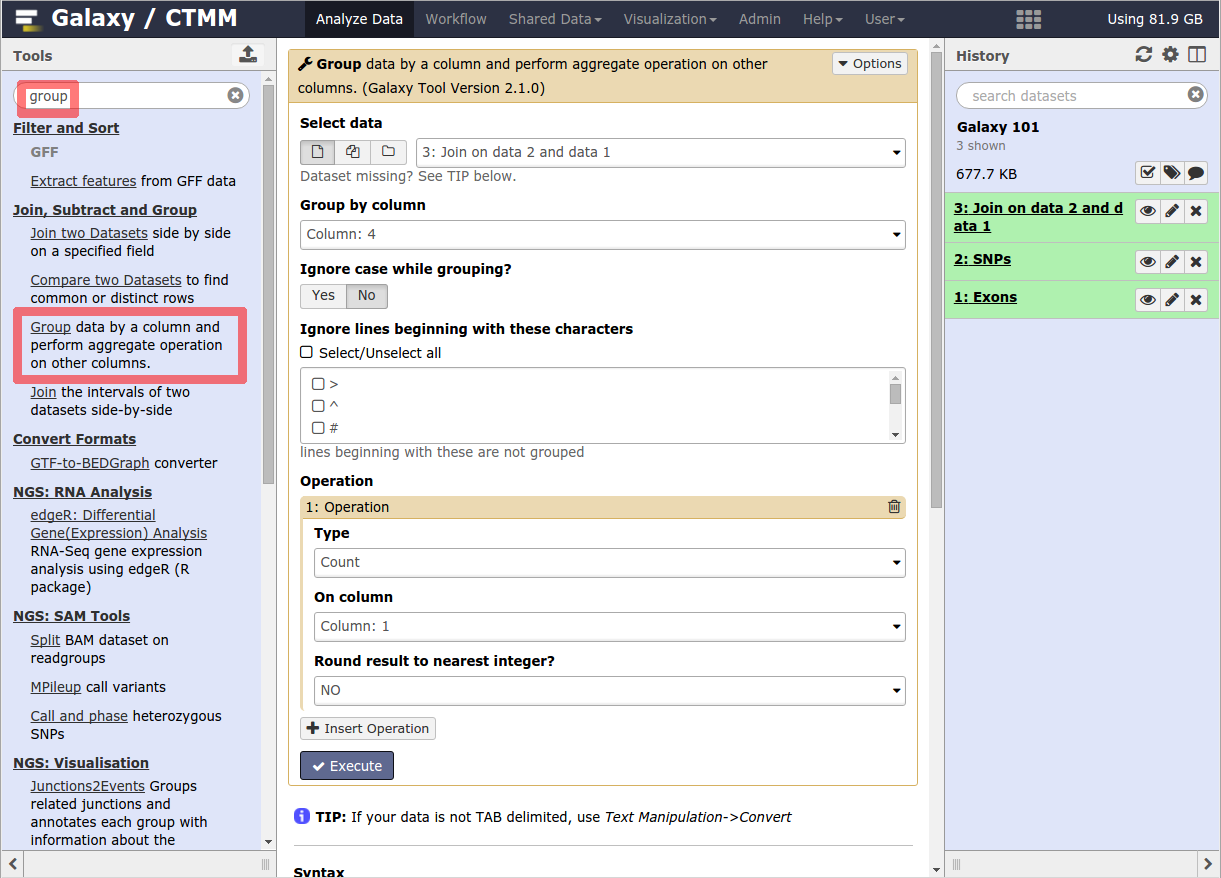 Galaxy / CTMM
Analyze Data Workflow Shared Data Visualization Admin Help User
Using 81.9 GB
Tools
group
Filter and Sort
GFF
Extract features from GFF data
Join, Subtract and Group
Join two Datasets side by side
on a specified field
Compare two Datasets to find
common or distinct rows
Group data by a column and
perform aggregate operation
on other columns.
Join the intervals of two
datasets side-by-side
Convert Formats
GTF-to-BEDGraph converter
NGS: RNA Analysis
edgeR: Differential
Gene(Expression) Analysis
RNA-Seq gene expression
analysis using edgeR (R
package)
NGS: SAM Tools
Split BAM dataset on
readgroups
MPileup call variants
Call and phase heterozygous
SNPs
NGS: Visualisation
Junctions2Events Groups
related junctions and
annotates each group with
information about the
Group data by a column and perform aggregate operation on other
columns. (Galaxy Tool Version 2.1.0)
Options
Select data
3: Join on data 2 and data 1
Dataset missing? See TIP below.
Group by column
Column: 4
Ignore case while grouping?
Yes No
Ignore lines beginning with these characters
Select/Unselect all
>
^
#
lines beginning with these are not grouped
Operation
1: Operation
Type
Count
On column
Column: 1
Round result to nearest integer?
NO
Insert Operation
Execute
TIP: If your data is not TAB delimited, use Text Manipulation->Convert
Syntax
History
search datasets
Galaxy 101
3 shown
677.7 KB
3: Join on data 2 and d
ata 1
2: SNPs
1: Exons